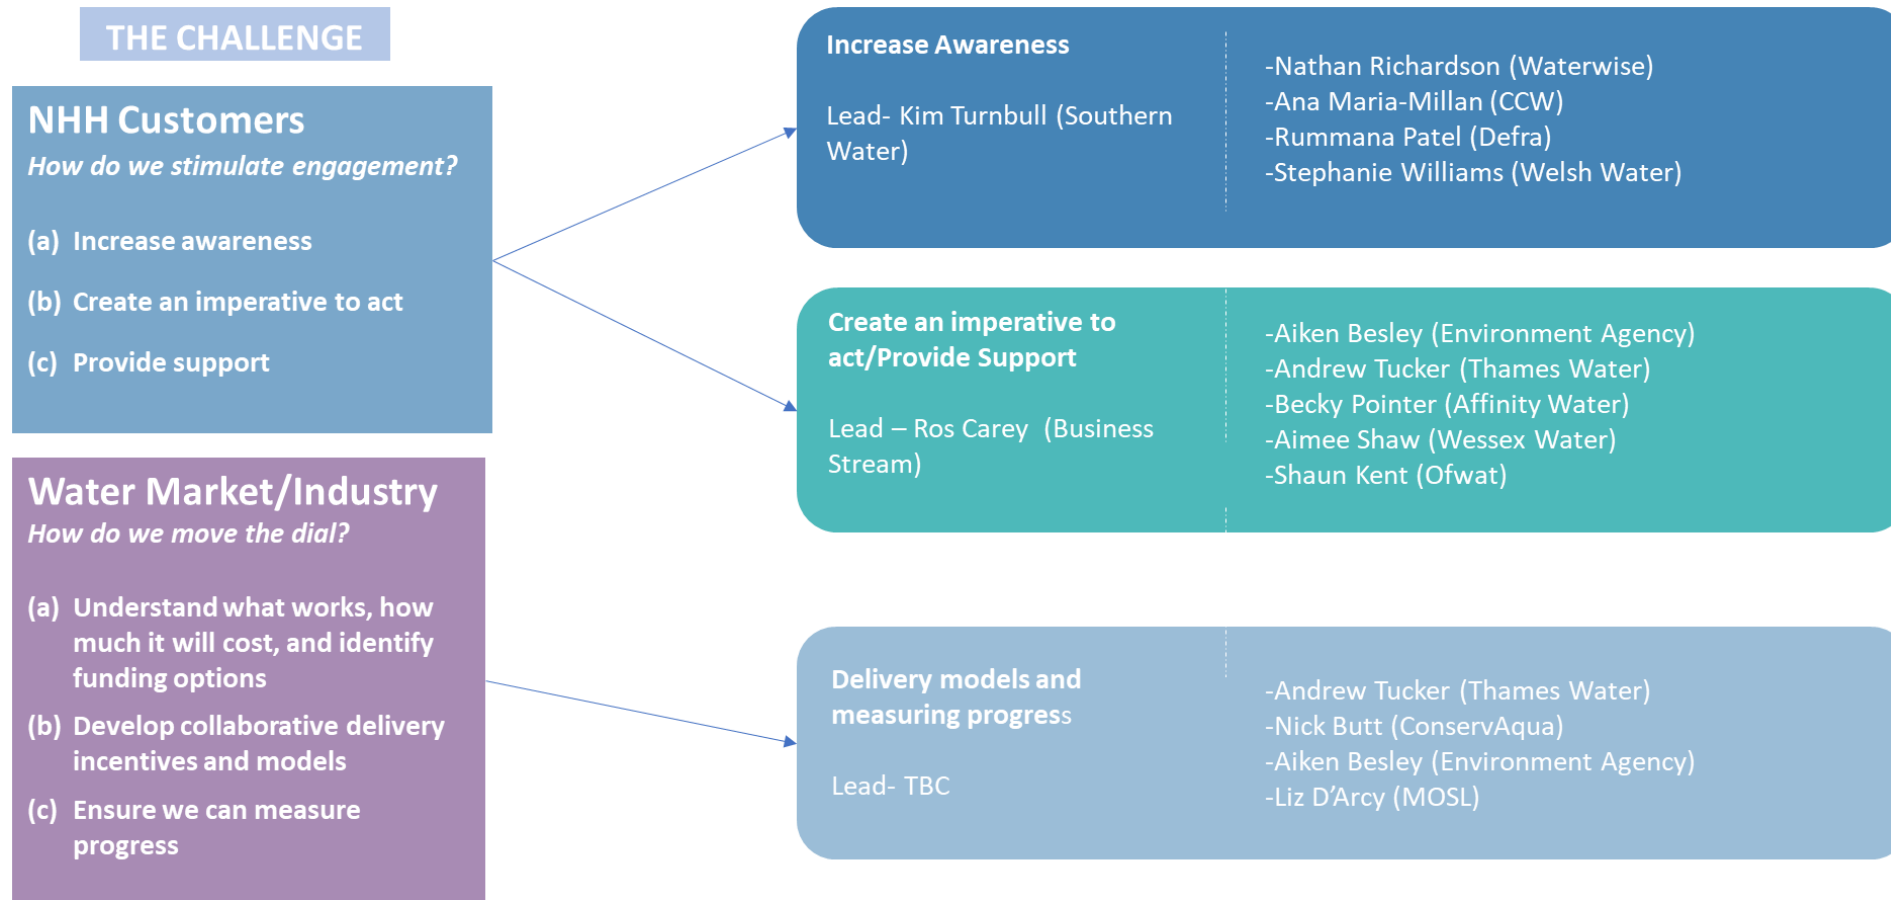 THE CHALLENGE
NHH Customers
How do we stimulate engagement?
(a) Increase awareness
(b) Create an imperative to act
(c) Provide support
Water Market/Industry
How do we move the dial?
(a) Understand what works, how
much it will cost, and identify
funding options
(b) Develop collaborative delivery
incentives and models
(c) Ensure we can measure
progress
Increase Awareness
Lead- Kim Turnbull (Southern
Water)
-Nathan Richardson (Waterwise)
-Ana Maria-Millan (CCW)
-Rummana Patel (Defra)
-Stephanie Williams (Welsh Water)
Create an imperative to
act/Provide Support
Lead – Ros Carey (Business
Stream)
-Aiken Besley (Environment Agency)
-Andrew Tucker (Thames Water)
-Becky Pointer (Affinity Water)
-Aimee Shaw (Wessex Water)
-Shaun Kent (Ofwat)
Delivery models and
measuring progress
Lead- TBC
-Andrew Tucker (Thames Water)
-Nick Butt (ConservAqua)
-Aiken Besley (Environment Agency)
-Liz D’Arcy (MOSL)